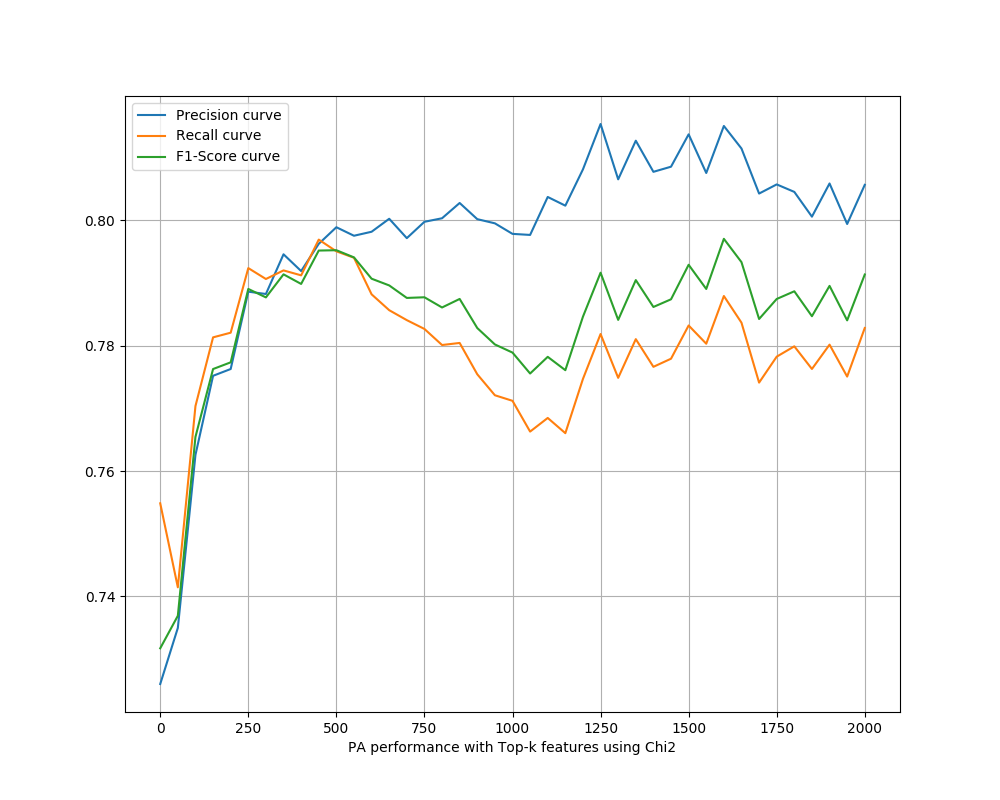 Precision curve
Recall curve
F1-Score curve
0.80
0.78
0.76
0.74
0 250 500 750 1000 1250 1500 1750 2000
PA performance with Top-k features using Chi2